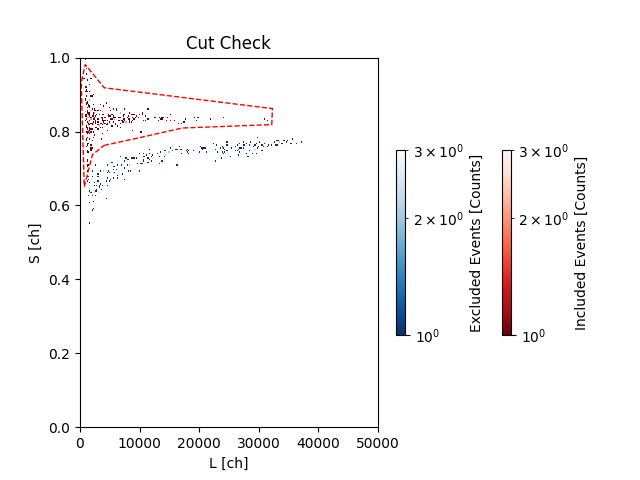 Cut Check
1.0
0.8
0.6
0.4
0.2
0.0
S [ch]
0 10000 20000 30000 40000 50000
L [ch]
3 × 10⁰
2 × 10⁰
10⁰
Excluded Events [Counts]
3 × 10⁰
2 × 10⁰
10⁰
Included Events [Counts]